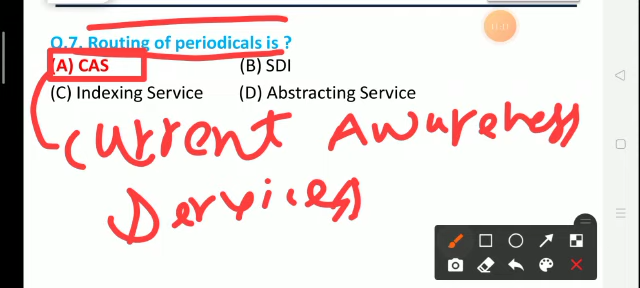 Q.7. Routing of periodicals is ?
(A) CAS (B) SDI
(C) Indexing Service (D) Abstracting Service
Current Awareness
Services